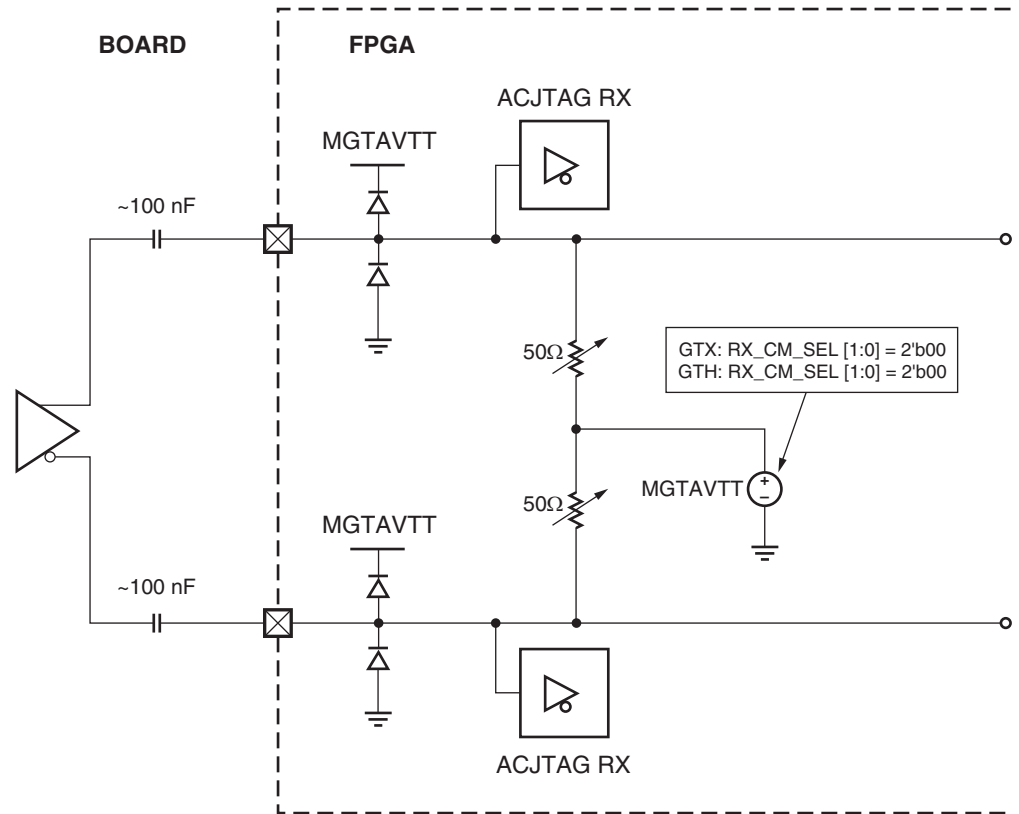 BOARD
FPGA
ACJTAG RX
MGTAVTT
~100 nF
50Ω
GTX: RX_CM_SEL [1:0] = 2'b00
GTH: RX_CM_SEL [1:0] = 2'b00
MGTAVTT
+
–
50Ω
MGTAVTT
~100 nF
ACJTAG RX